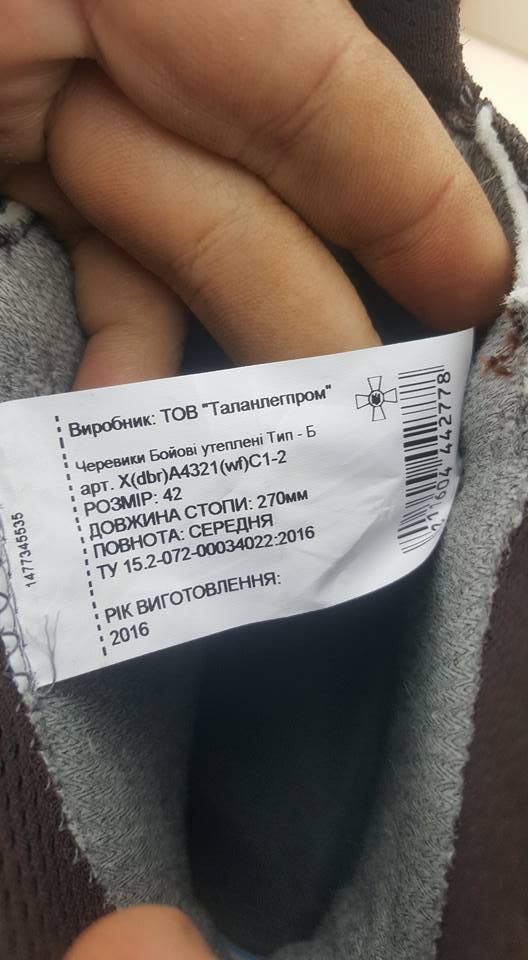 Виробник: ТОВ "Таланлегпром"
Черевики Бойові утеплені Тип - Б
арт. X(dbr)A4321(wf)C1-2
РОЗМІР: 42
ДОВЖИНА СТОПИ: 270мм
ПОВНОТА: СЕРЕДНЯ
ТУ 15.2-072-00034022:2016
РІК ВИГОТОВЛЕННЯ:
2016
1477345535
442778